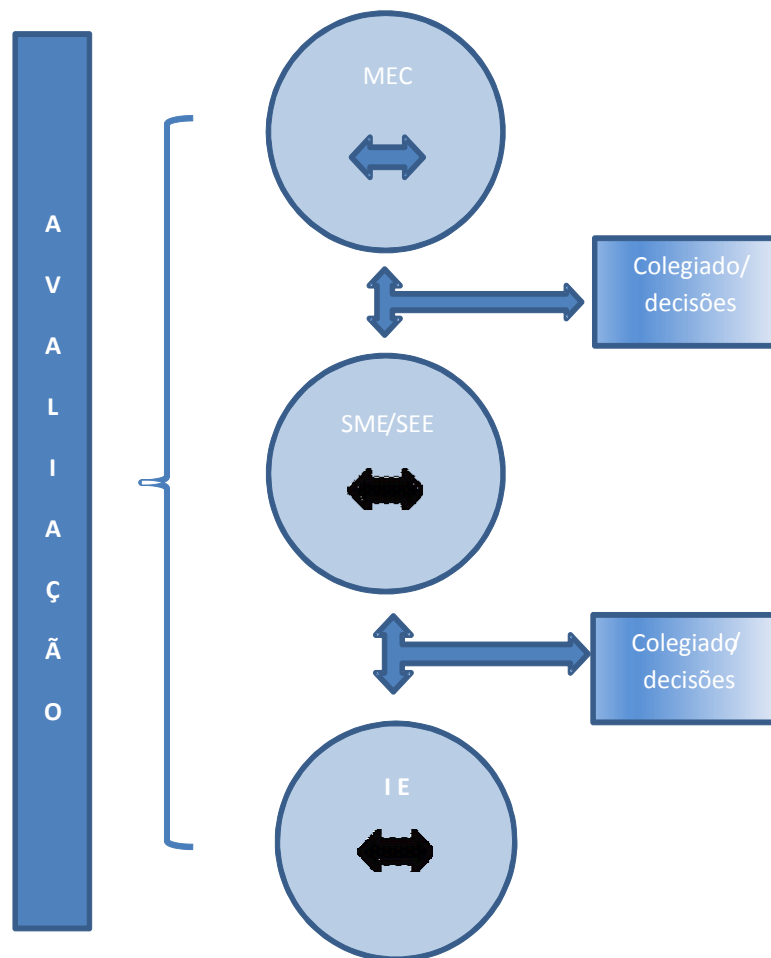 A
V
A
L
I
A
Ç
Ã
O
MEC
Colegiado/
decisões
SME/SEE
Colegiado/
decisões
I E